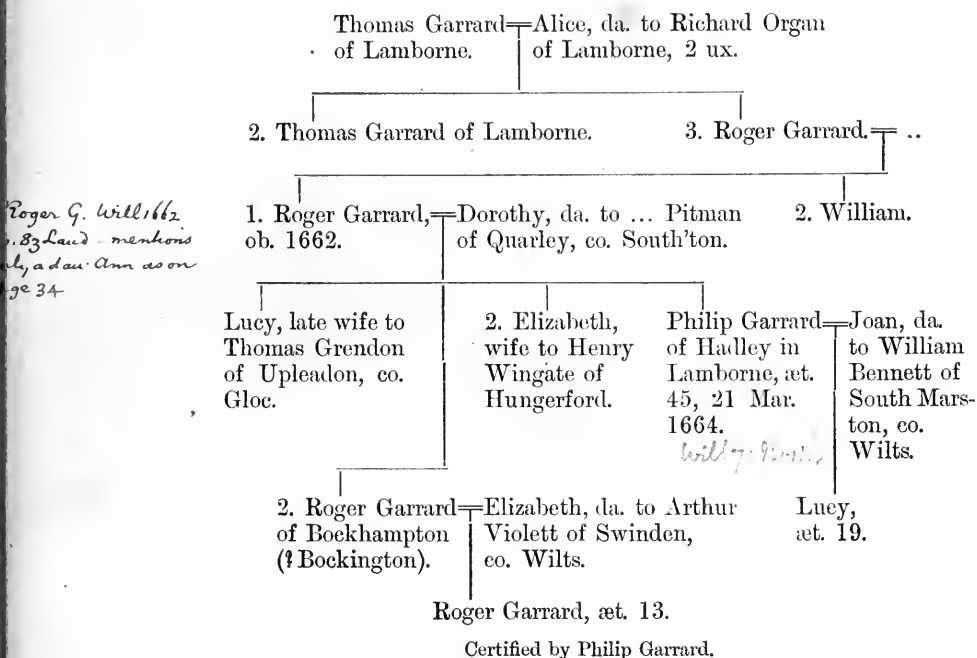 Thomas Garrard=Alice, da. to Richard Organ
of Lamborne. of Lamborne, 2 ux.
2. Thomas Garrard of Lamborne. 3. Roger Garrard.= ..
Roger G. Will 1662
83 Laud mentions
a dau. Ann as on
34
1. Roger Garrard,=Dorothy, da. to ... Pitman
ob. 1662. of Quarley, co. South'ton.
2. William.
Lucy, late wife to
Thomas Grendon
of Upleadon, co.
Gloc.
2. Elizabeth,
wife to Henry
Wingate of
Hungerford.
Philip Garrard=Joan, da.
of Hadley in
Lamborne, æt.
45, 21 Mar.
1664.
Will
to William
Bennett of
South Mars-
ton, co.
Wilts.
2. Roger Garrard=Elizabeth, da. to Arthur
of Bockhampton
(? Bockington).
Violett of Swinden,
co. Wilts.
Lucy,
æt. 19.
Roger Garrard, æt. 13.
Certified by Philip Garrard.